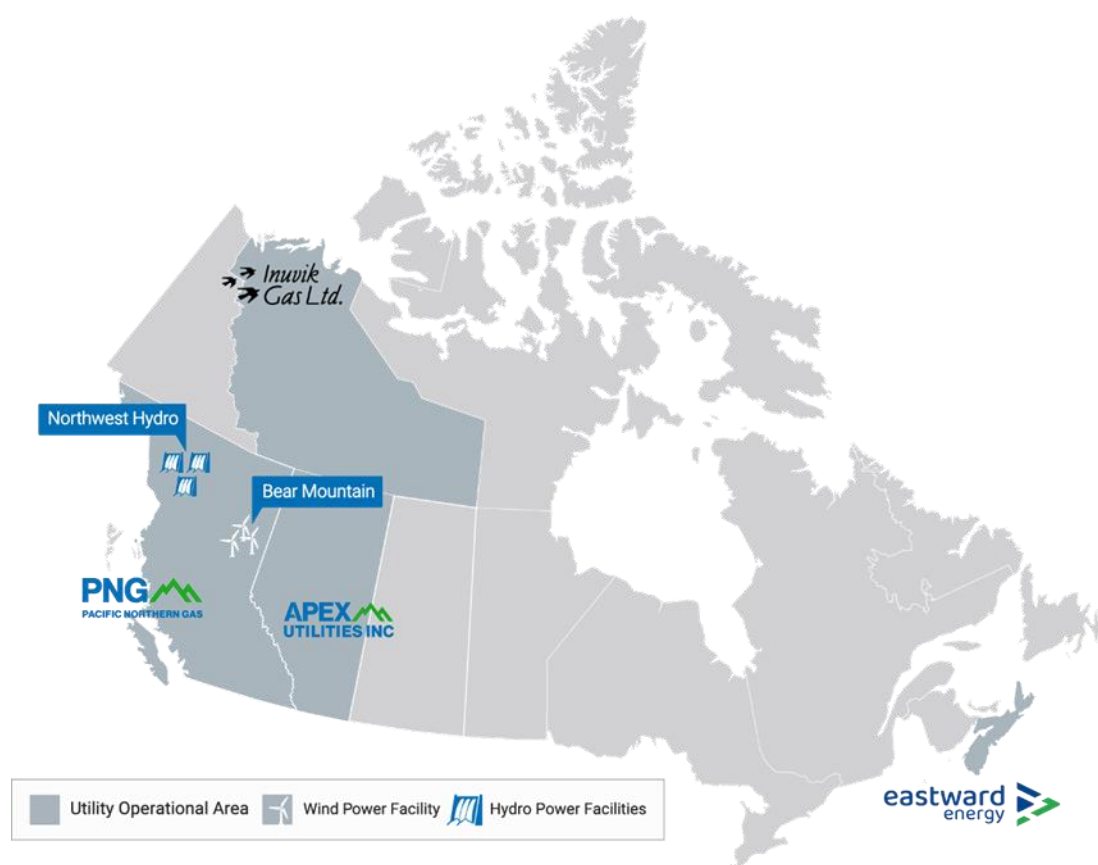 Inuvik
Gas Ltd.
Northwest Hydro
Bear Mountain
PNG
PACIFIC NORTHERN GAS
APEX
UTILITIES INC
eastward
energy
Utility Operational Area
Wind Power Facility
Hydro Power Facilities